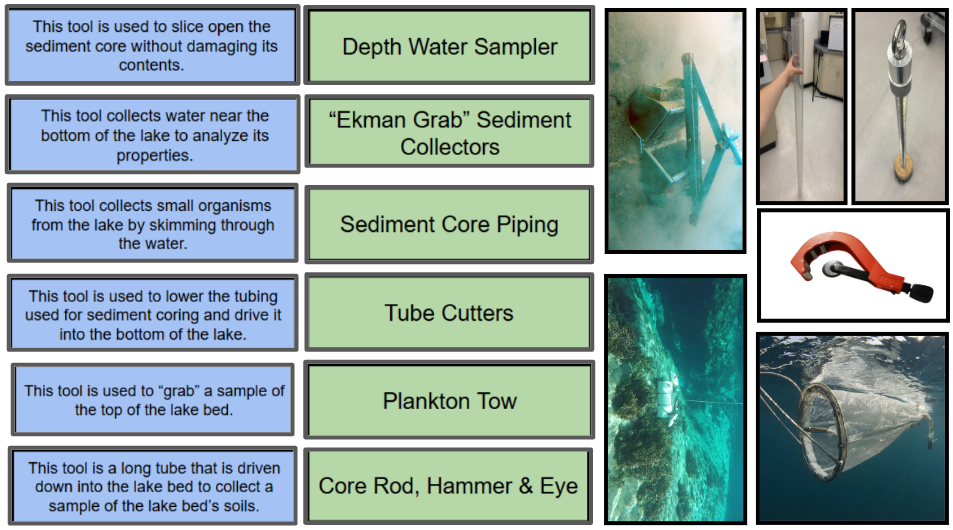 This tool is used to slice open the
sediment core without damaging its
contents.
Depth Water Sampler
This tool collects water near the
bottom of the lake to analyze its
properties.
“Ekman Grab” Sediment
Collectors
This tool collects small organisms
from the lake by skimming through
the water.
Sediment Core Piping
This tool is used to lower the tubing
used for sediment coring and drive it
into the bottom of the lake.
Tube Cutters
This tool is used to “grab” a sample of
the top of the lake bed.
Plankton Tow
This tool is a long tube that is driven
down into the lake bed to collect a
sample of the lake bed’s soils.
Core Rod, Hammer & Eye